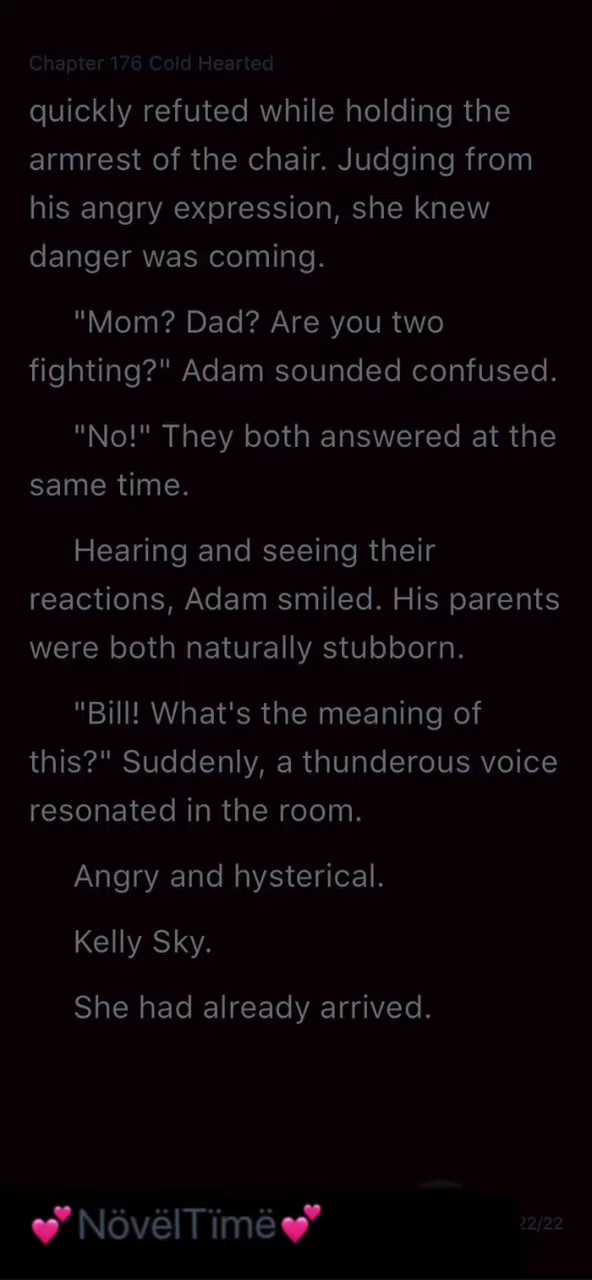 Chapter 176 Cold Hearted
quickly refuted while holding the
armrest of the chair. Judging from
his angry expression, she knew
danger was coming.
"Mom? Dad? Are you two
fighting?" Adam sounded confused.
"No!" They both answered at the
same time.
Hearing and seeing their
reactions, Adam smiled. His parents
were both naturally stubborn.
"Bill! What's the meaning of
this?" Suddenly, a thunderous voice
resonated in the room.
Angry and hysterical.
Kelly Sky.
She had already arrived.
💕NövëlTïmë💕
22/22